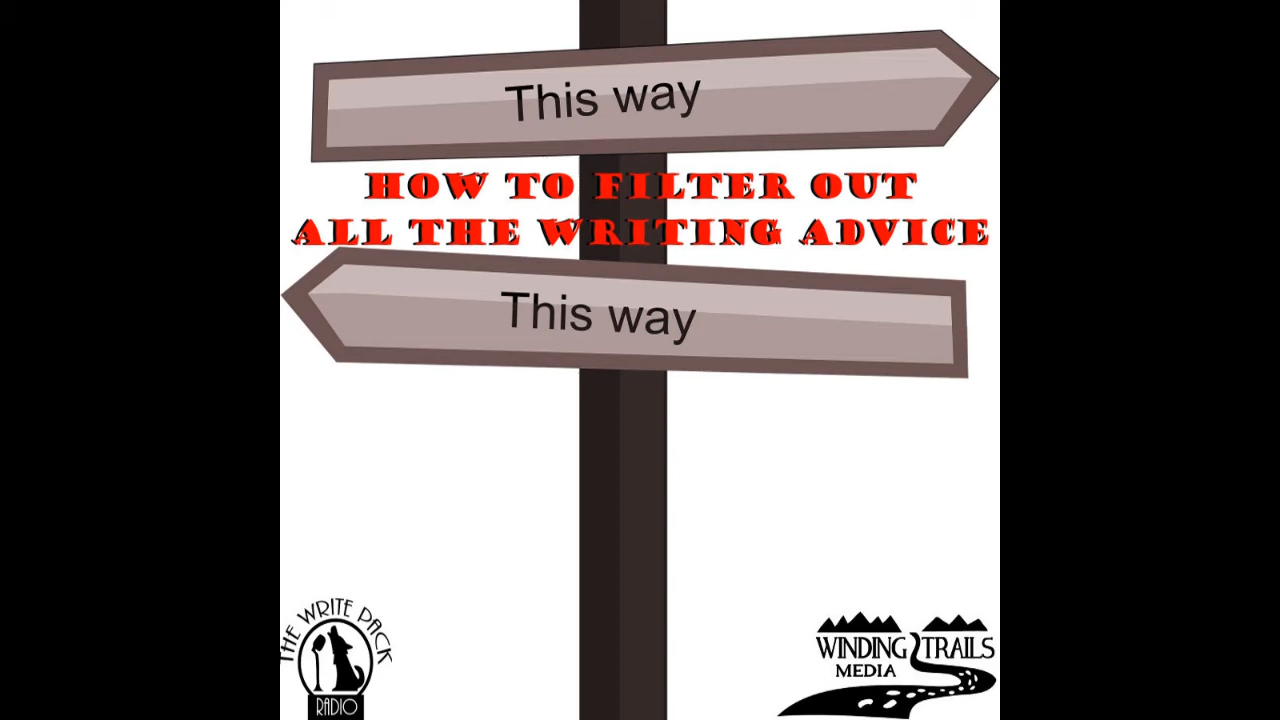 This way
HOW TO FILTER OUT
ALL THE WRITING ADVICE
This way
THE WRITE PACK
RADIO
WINDING TRAILS
MEDIA